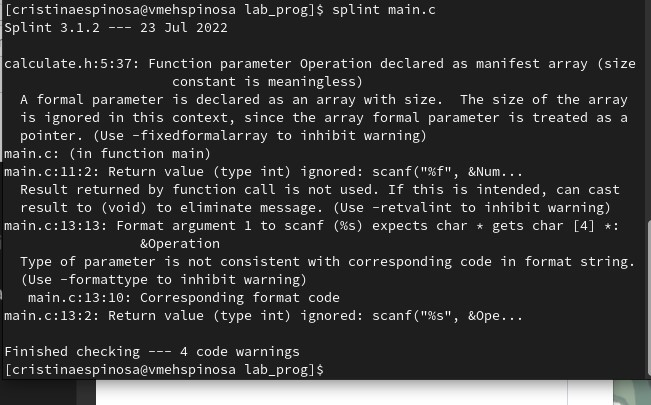 [cristinaespinosa@vmehspinosa lab_prog]$ splint main.c
Splint 3.1.2 --- 23 Jul 2022
calculate.h:5:37: Function parameter Operation declared as manifest array (size
constant is meaningless)
A formal parameter is declared as an array with size.  The size of the array
is ignored in this context, since the array formal parameter is treated as a
pointer. (Use -fixedformalarray to inhibit warning)
main.c: (in function main)
main.c:11:2: Return value (type int) ignored: scanf("%f", &Num...
Result returned by function call is not used. If this is intended, can cast
result to (void) to eliminate message. (Use -retvalint to inhibit warning)
main.c:13:13: Format argument 1 to scanf (%s) expects char * gets char [4] *:
&Operation
Type of parameter is not consistent with corresponding code in format string.
(Use -formattype to inhibit warning)
main.c:13:10: Corresponding format code
main.c:13:2: Return value (type int) ignored: scanf("%s", &Ope...
Finished checking --- 4 code warnings
[cristinaespinosa@vmehspinosa lab_prog]$